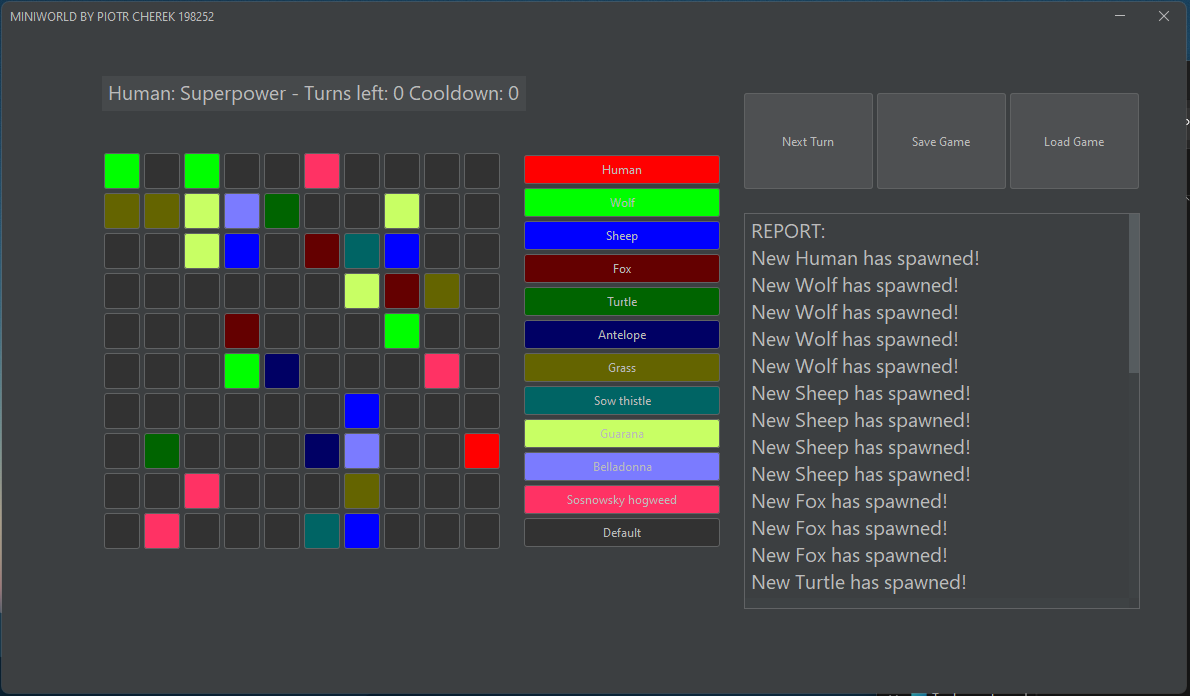 MINIWORLD BY PIOTR CHEREK 198252
Human: Superpower - Turns left: 0 Cooldown: 0
Next Turn
Save Game
Load Game
Human
Wolf
Sheep
Fox
Turtle
Antelope
Grass
Sow thistle
Guarana
Belladonna
Sosnowsky hogweed
Default
REPORT:
New Human has spawned!
New Wolf has spawned!
New Wolf has spawned!
New Wolf has spawned!
New Wolf has spawned!
New Sheep has spawned!
New Sheep has spawned!
New Sheep has spawned!
New Sheep has spawned!
New Fox has spawned!
New Fox has spawned!
New Fox has spawned!
New Turtle has spawned!